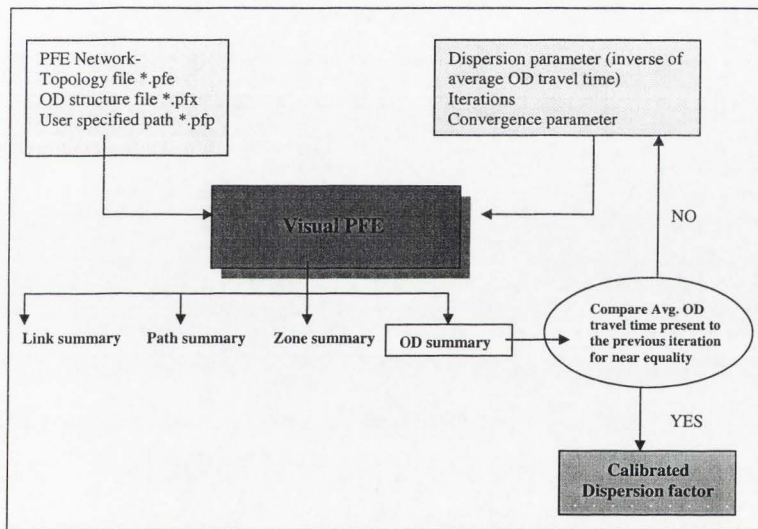 PFE Network-
Topology file *.pfe
OD structure file *.pfx
User specified path *.pfp
Dispersion parameter (inverse of
average OD travel time)
Iterations
Convergence parameter
Visual PFE
NO
Link summary
Path summary
Zone summary
OD summary
Compare Avg. OD
travel time present to
the previous iteration
for near equality
YES
Calibrated
Dispersion factor